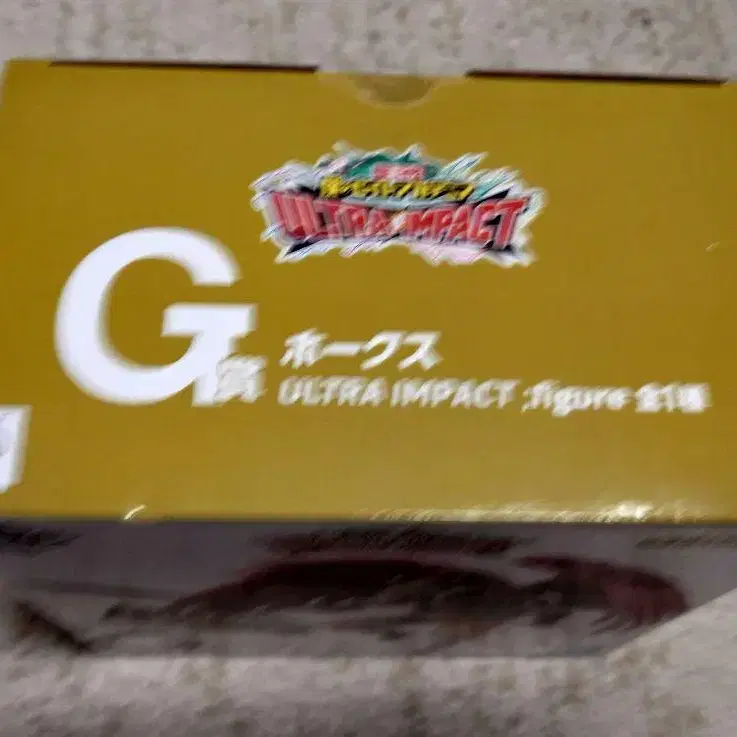 ULTRA IMPACT
G賞
ホークス
ULTRA IMPACT ;figure 全1種